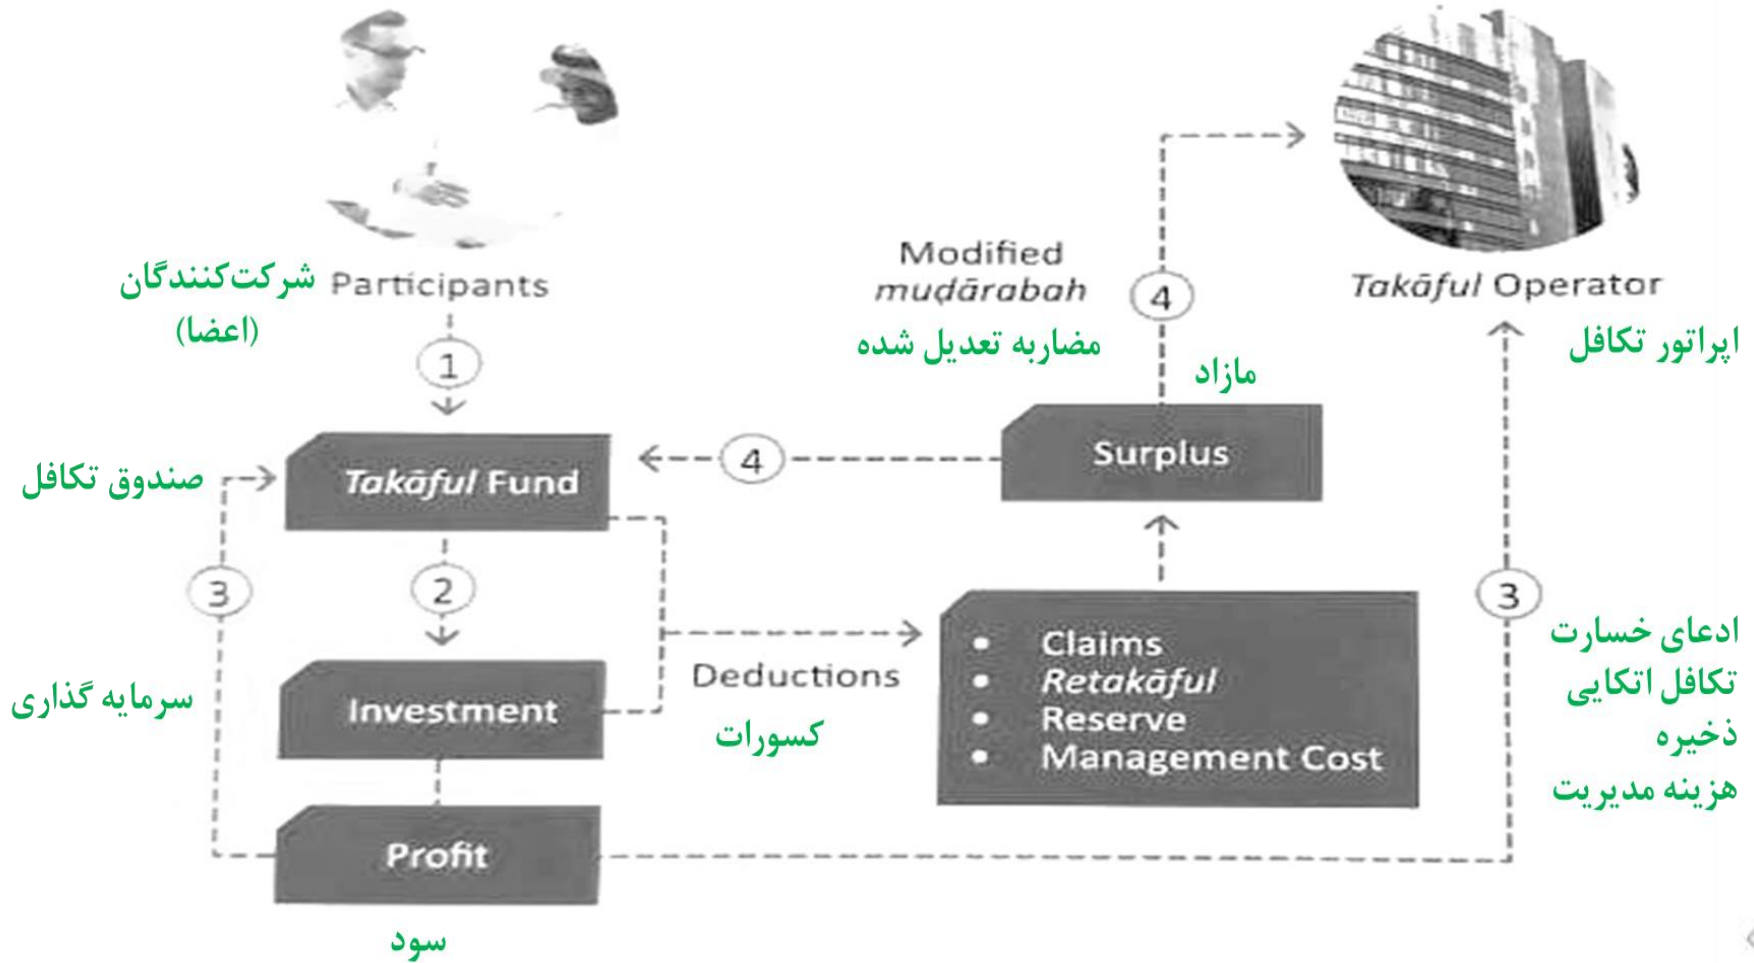 Participants
شرکت‌کنندگان
(اعضا)
1
Modified
muḍārabah
مضاربه تعدیل شده
4
مازاد
Takāful Operator
اپراتور تکافل
صندوق تکافل
Takāful Fund
4
Surplus
3
2
3
Deductions
کسورات
• Claims
• Retakāful
• Reserve
• Management Cost
ادعای خسارت
تکافل اتکایی
ذخیره
هزینه مدیریت
سرمایه گذاری
Investment
Profit
سود